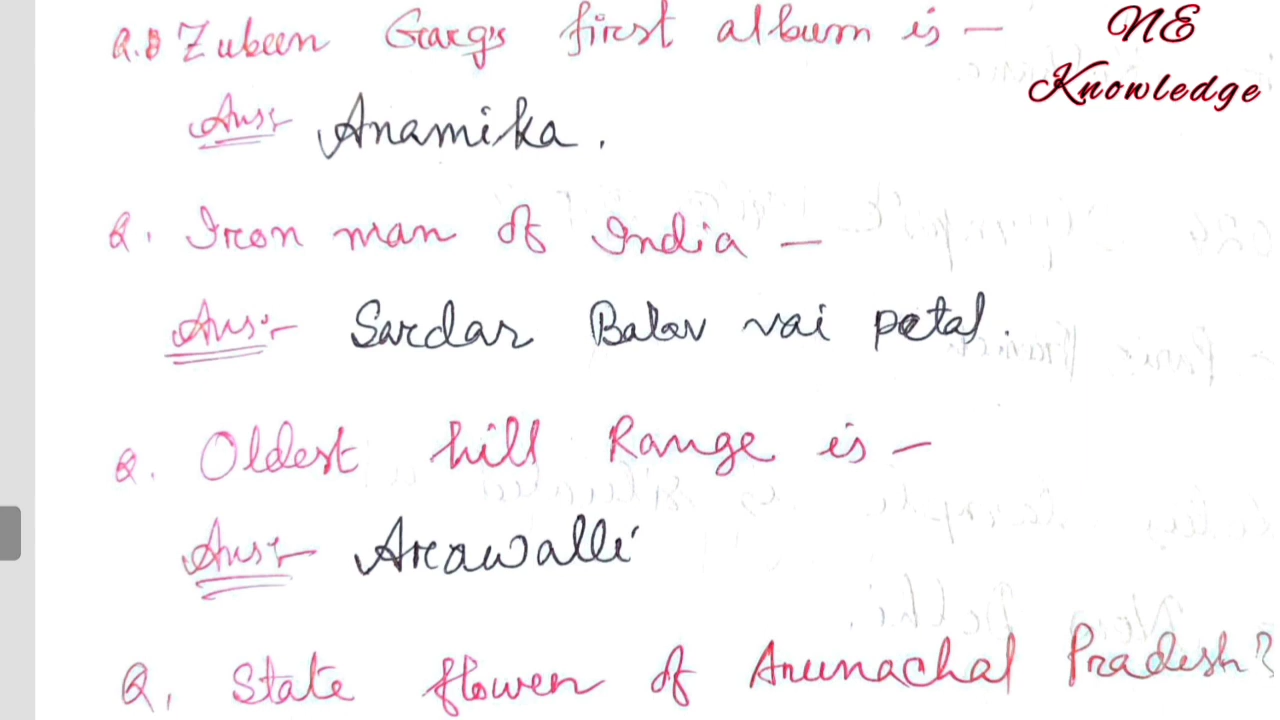 Q. Zubeen Garg's first album is —
NE
Knowledge
Ans:- Anamika.
Q. Iron man of India —
Ans:- Sardar Balav vai petal.
Q. Oldest hill Range is —
Ans:- Arawalli
Q. State flower of Arunachal Pradesh?